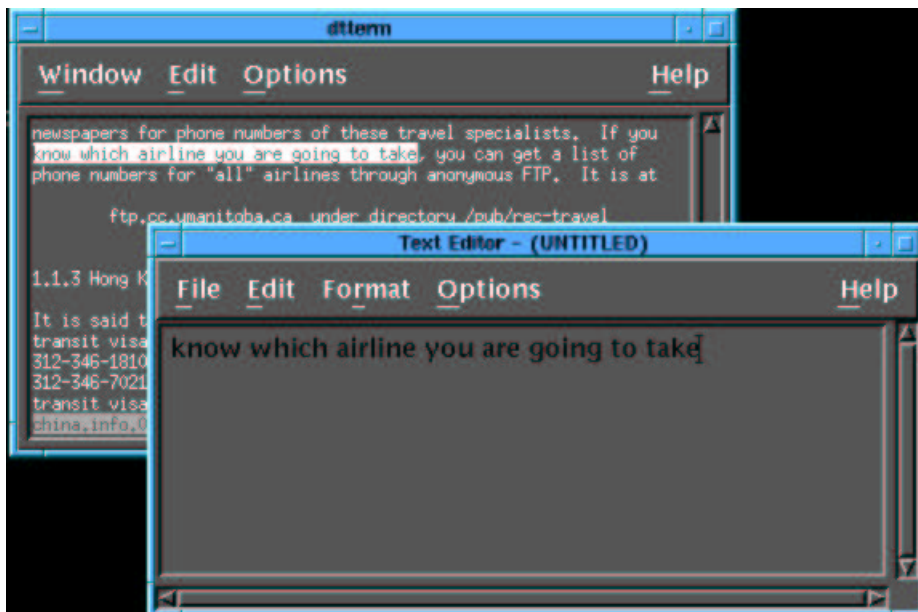 dtterm
Window Edit Options Help
newspapers for phone numbers of these travel specialists. If you
know which airline you are going to take, you can get a list of
phone numbers for "all" airlines through anonymous FTP. It is at
ftp.cc.umanitoba.ca under directory /pub/rec-travel
1.1.3 Hong K
It is said t
transit visa
312-346-1810
312-346-7021
transit visa
china.info.0
Text Editor - (UNTITLED)
File Edit Format Options Help
know which airline you are going to take